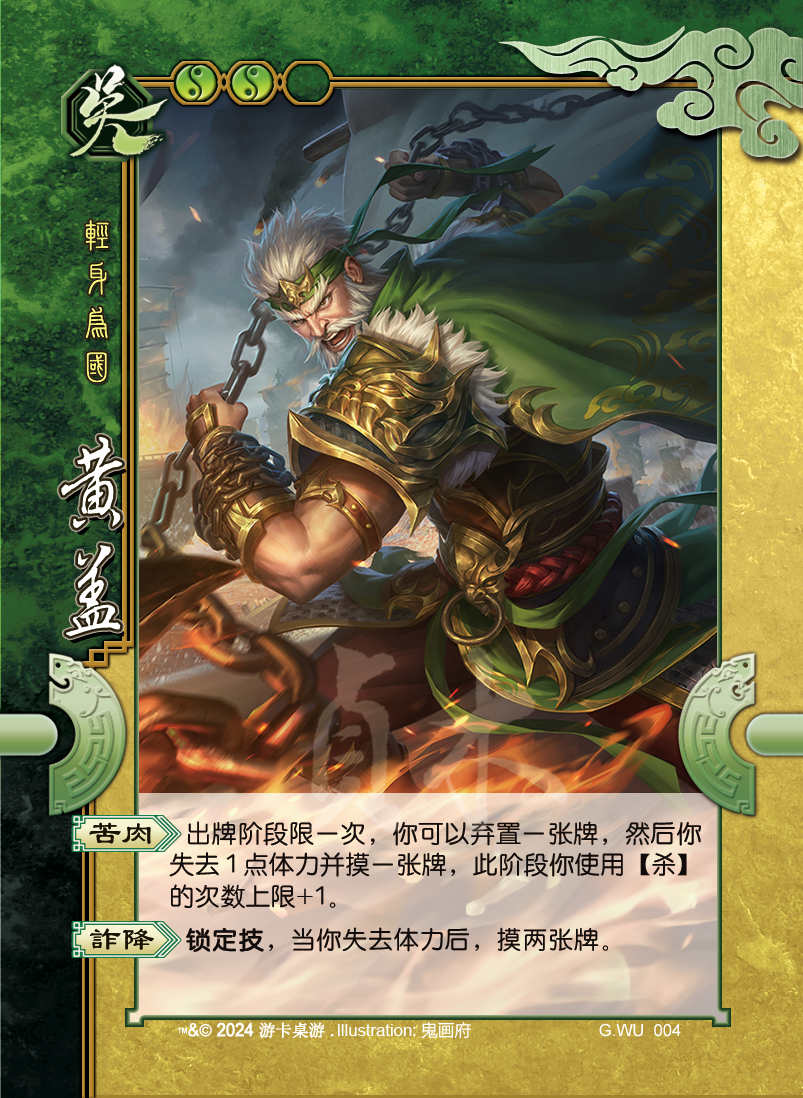 吴
輕身爲國
黄盖
苦肉 出牌阶段限一次，你可以弃置一张牌，然后你
失去1点体力并摸一张牌，此阶段你使用【杀】
的次数上限+1。
詐降 锁定技，当你失去体力后，摸两张牌。
™&© 2024 游卡桌游 . Illustration: 鬼画府
G.WU 004